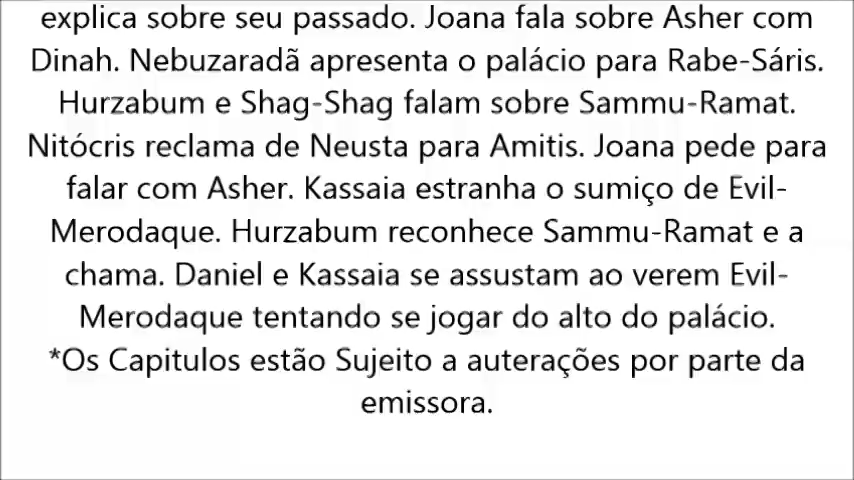 explica sobre seu passado. Joana fala sobre Asher com
Dinah. Nebuzaradã apresenta o palácio para Rabe-Sáris.
Hurzabum e Shag-Shag falam sobre Sammu-Ramat.
Nitócris reclama de Neusta para Amitis. Joana pede para
falar com Asher. Kassaia estranha o sumiço de Evil-
Merodaque. Hurzabum reconhece Sammu-Ramat e a
chama. Daniel e Kassaia se assustam ao verem Evil-
Merodaque tentando se jogar do alto do palácio.
*Os Capitulos estão Sujeito a auterações por parte da
emissora.